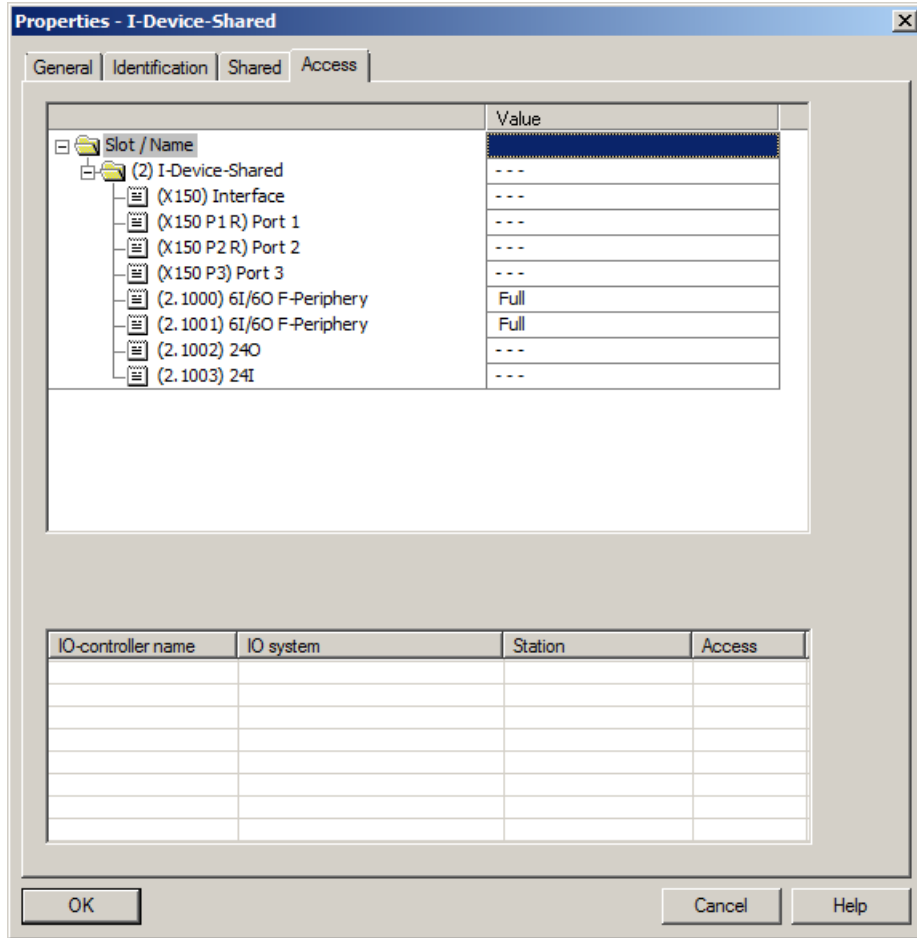 Properties - I-Device-Shared
General Identification Shared Access
Value
Slot / Name
(2) I-Device-Shared - - -
(X150) Interface - - -
(X150 P1 R) Port 1 - - -
(X150 P2 R) Port 2 - - -
(X150 P3) Port 3 - - -
(2.1000) 6I/6O F-Periphery Full
(2.1001) 6I/6O F-Periphery Full
(2.1002) 24O - - -
(2.1003) 24I - - -
IO-controller name IO system Station Access
OK Cancel Help